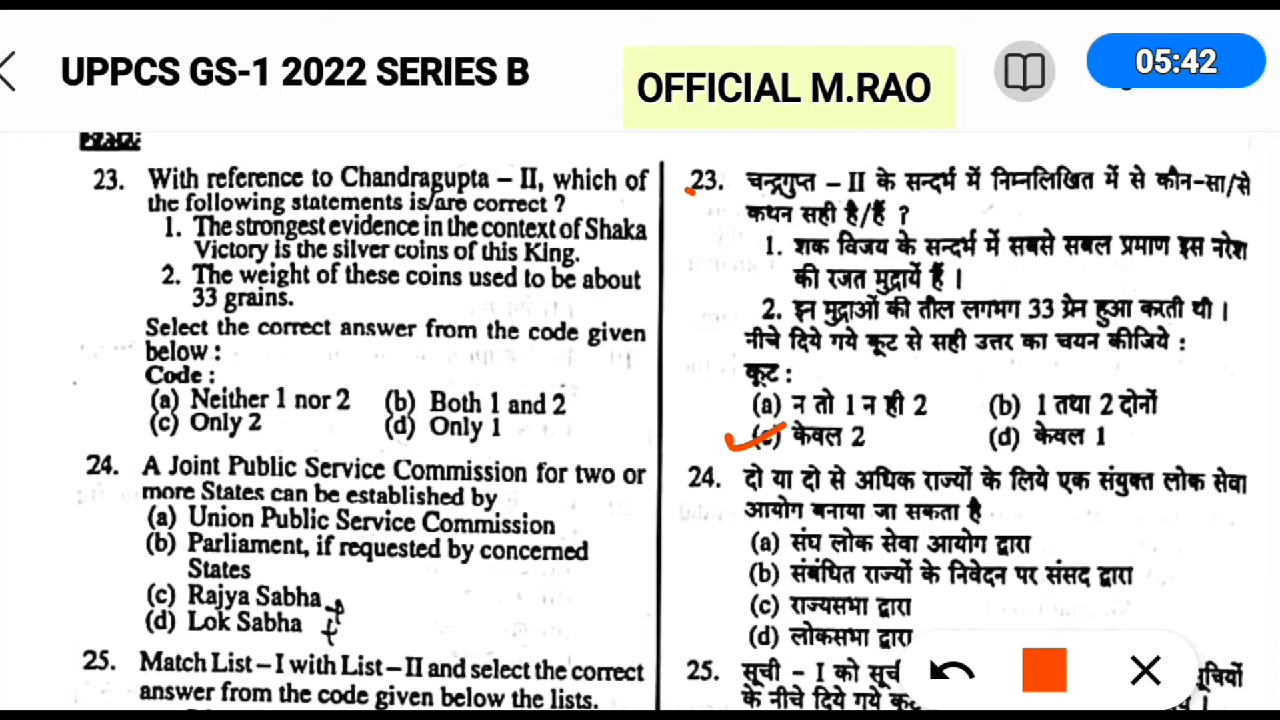 UPPCS GS-1 2022 SERIES B
OFFICIAL M.RAO
05:42
23. With reference to Chandragupta – II, which of
the following statements is/are correct ?
1. The strongest evidence in the context of Shaka
Victory is the silver coins of this King.
2. The weight of these coins used to be about
33 grains.
Select the correct answer from the code given
below :
Code :
(a) Neither 1 nor 2 (b) Both 1 and 2
(c) Only 2 (d) Only 1
24. A Joint Public Service Commission for two or
more States can be established by
(a) Union Public Service Commission
(b) Parliament, if requested by concerned
States
(c) Rajya Sabha
(d) Lok Sabha
25. Match List – I with List – II and select the correct
answer from the code given below the lists.
23. चन्द्रगुप्त – II के सन्दर्भ में निम्नलिखित में से कौन-सा/से
कथन सही है/हैं ?
1. शक विजय के सन्दर्भ में सबसे सबल प्रमाण इस नरेश
की रजत मुद्रायें हैं ।
2. इन मुद्राओं की तौल लगभग 33 ग्रेन हुआ करती थी ।
नीचे दिये गये कूट से सही उत्तर का चयन कीजिये :
कूट :
(a) न तो 1 न ही 2 (b) 1 तथा 2 दोनों
(c) केवल 2 (d) केवल 1
24. दो या दो से अधिक राज्यों के लिये एक संयुक्त लोक सेवा
आयोग बनाया जा सकता है
(a) संघ लोक सेवा आयोग द्वारा
(b) संबंधित राज्यों के निवेदन पर संसद द्वारा
(c) राज्यसभा द्वारा
(d) लोकसभा द्वारा
25. सूची – I को
के नीचे दिये गये